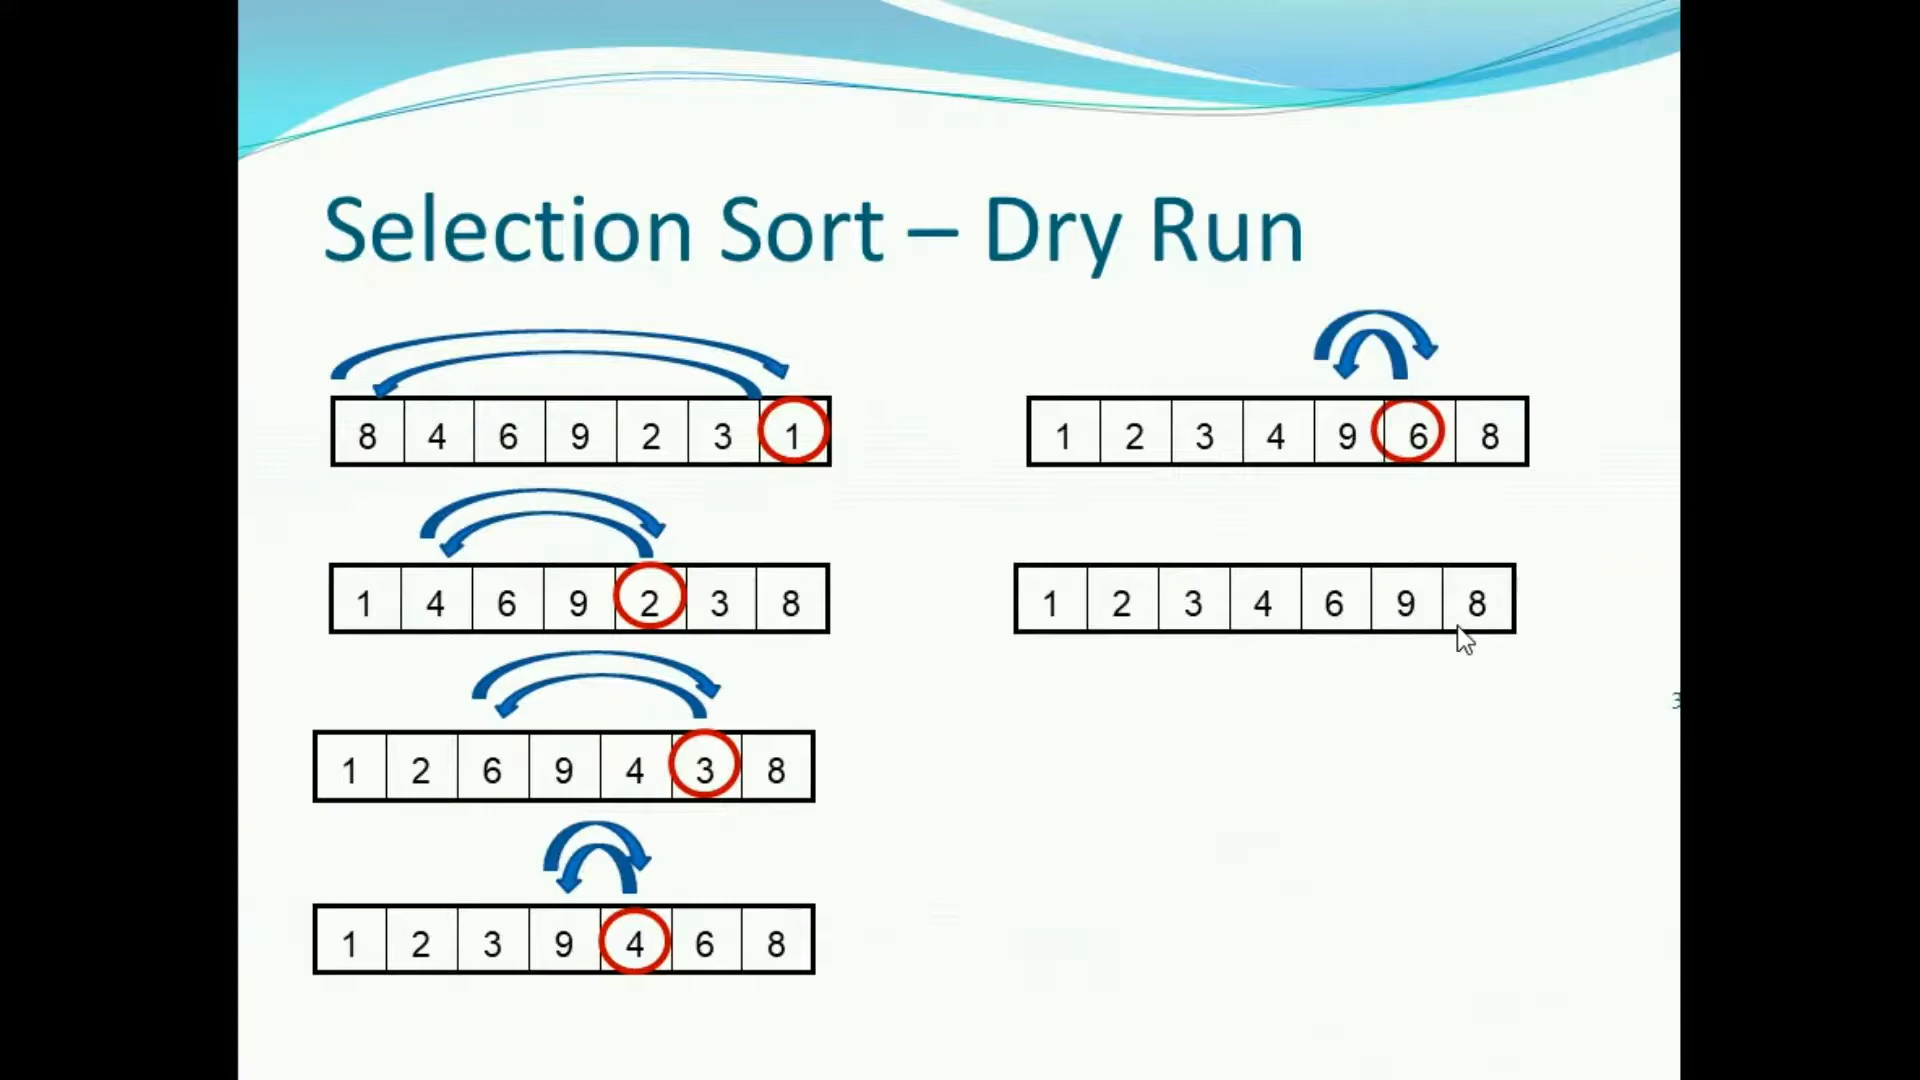 Selection Sort – Dry Run
8 4 6 9 2 3 1
1 4 6 9 2 3 8
1 2 6 9 4 3 8
1 2 3 9 4 6 8
1 2 3 4 9 6 8
1 2 3 4 6 9 8